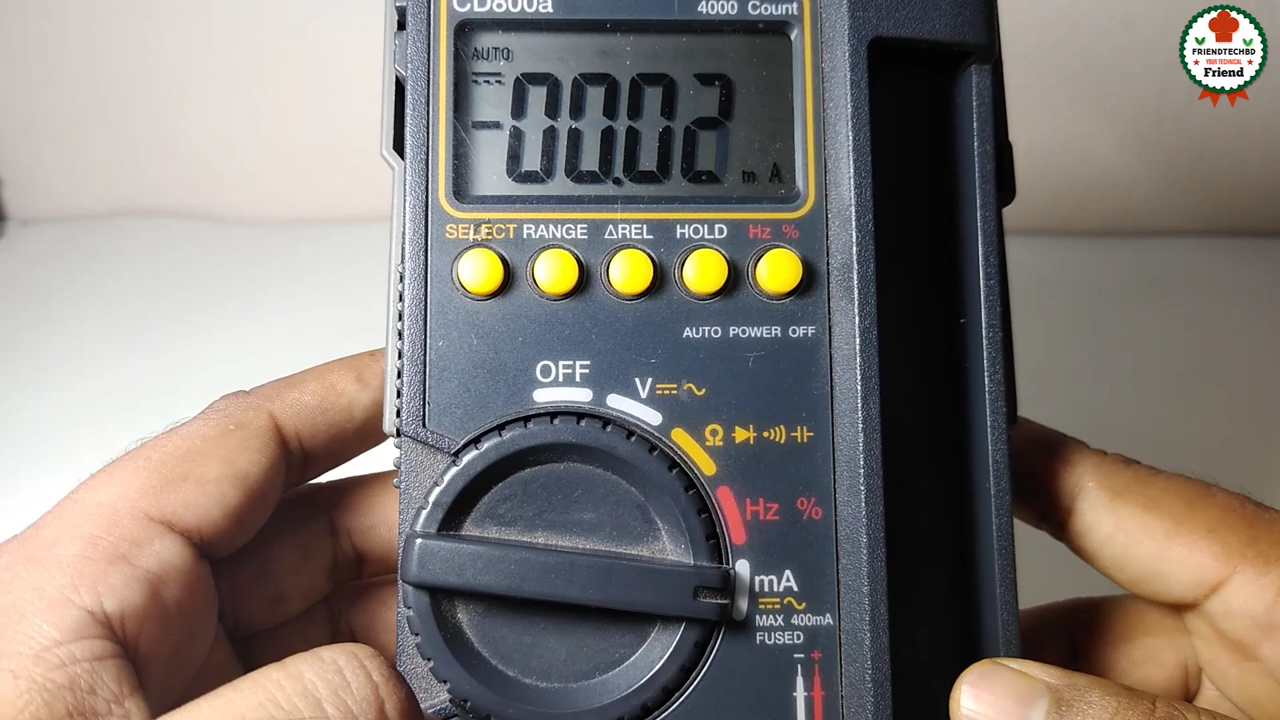 CD800a
4000 Count
AUTO
-00.02
m A
SELECT RANGE ΔREL HOLD Hz %
AUTO POWER OFF
OFF
V
Ω
Hz %
mA
MAX 400mA
FUSED
- +
FRIENDTECHBD
YOUR TECHNICAL
Friend